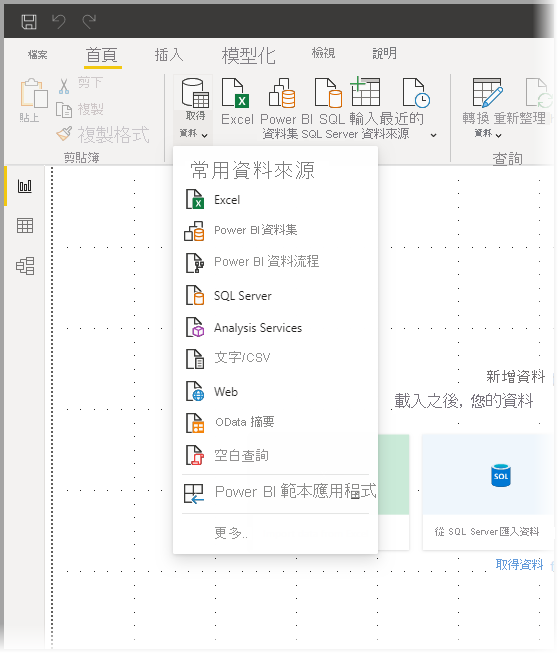 檔案 首頁 插入 模型化 檢視 說明
剪下
取得 複製
貼上 資料 Excel Power BI SQL 輸入最近的 轉換 重新整理
複製格式 資料集 SQL Server 資料來源 資料
剪貼簿 查詢
常用資料來源
Excel
Power BI資料集
Power BI 資料流程
SQL Server
Analysis Services
文字/CSV
新增資料
Web
載入之後, 您的資料
OData 摘要
空白查詢
SQL
Power BI 範本應用程式
更多..
從 SQL Server匯入資料
取得資料